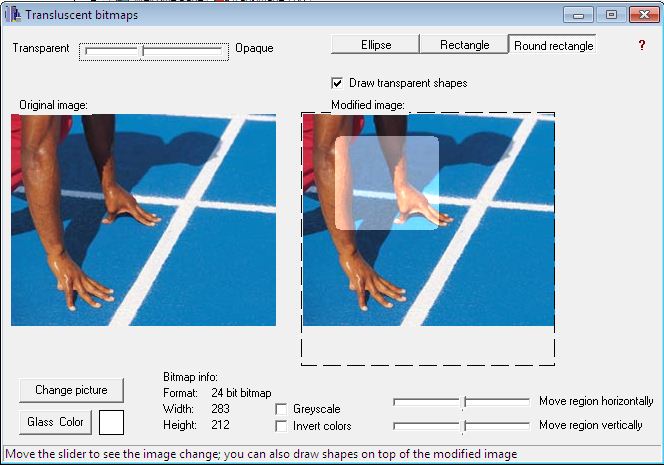 Transluscent bitmaps
Transparent Opaque Ellipse Rectangle Round rectangle ?
Draw transparent shapes
Original image: Modified image:
Bitmap info:
Change picture Format: 24 bit bitmap
Width: 283 Greyscale Move region horizontally
Glass Color Height: 212 Invert colors Move region vertically
Move the slider to see the image change; you can also draw shapes on top of the modified image